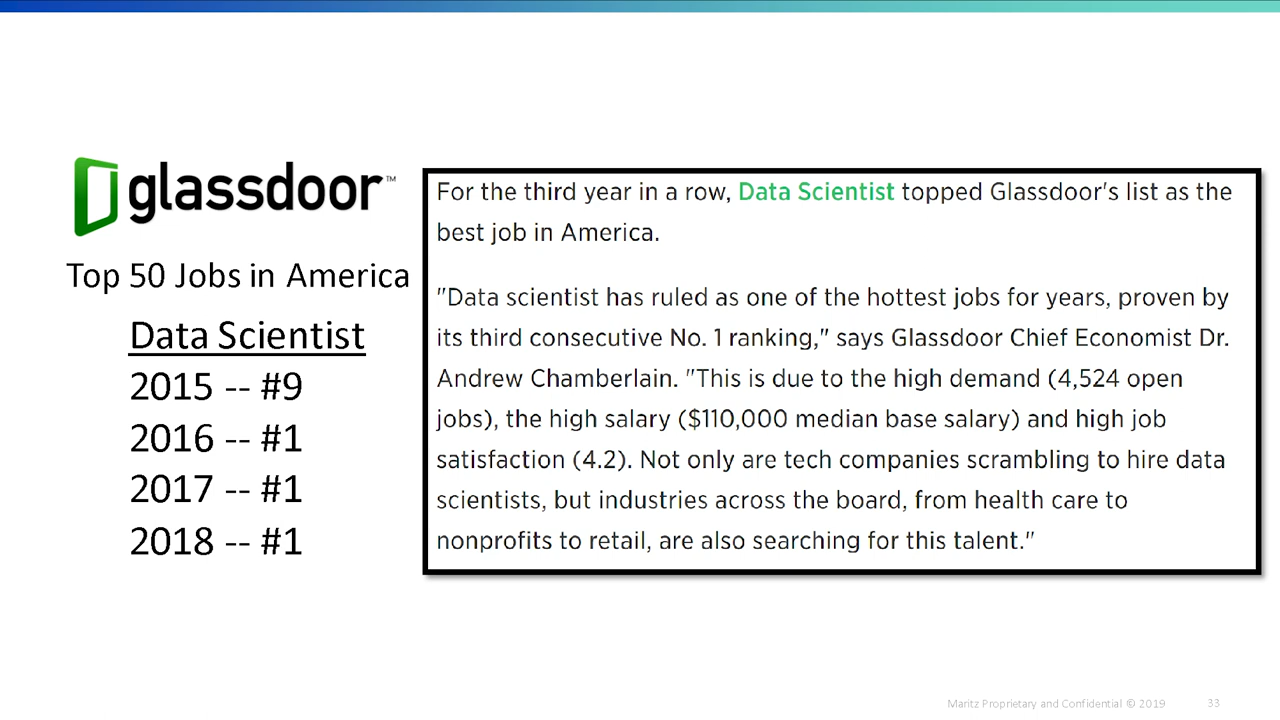 glassdoor™
Top 50 Jobs in America
Data Scientist
2015 -- #9
2016 -- #1
2017 -- #1
2018 -- #1
For the third year in a row, Data Scientist topped Glassdoor's list as the
best job in America.
"Data scientist has ruled as one of the hottest jobs for years, proven by
its third consecutive No. 1 ranking," says Glassdoor Chief Economist Dr.
Andrew Chamberlain. "This is due to the high demand (4,524 open
jobs), the high salary ($110,000 median base salary) and high job
satisfaction (4.2). Not only are tech companies scrambling to hire data
scientists, but industries across the board, from health care to
nonprofits to retail, are also searching for this talent."
Maritz Proprietary and Confidential © 2019 33